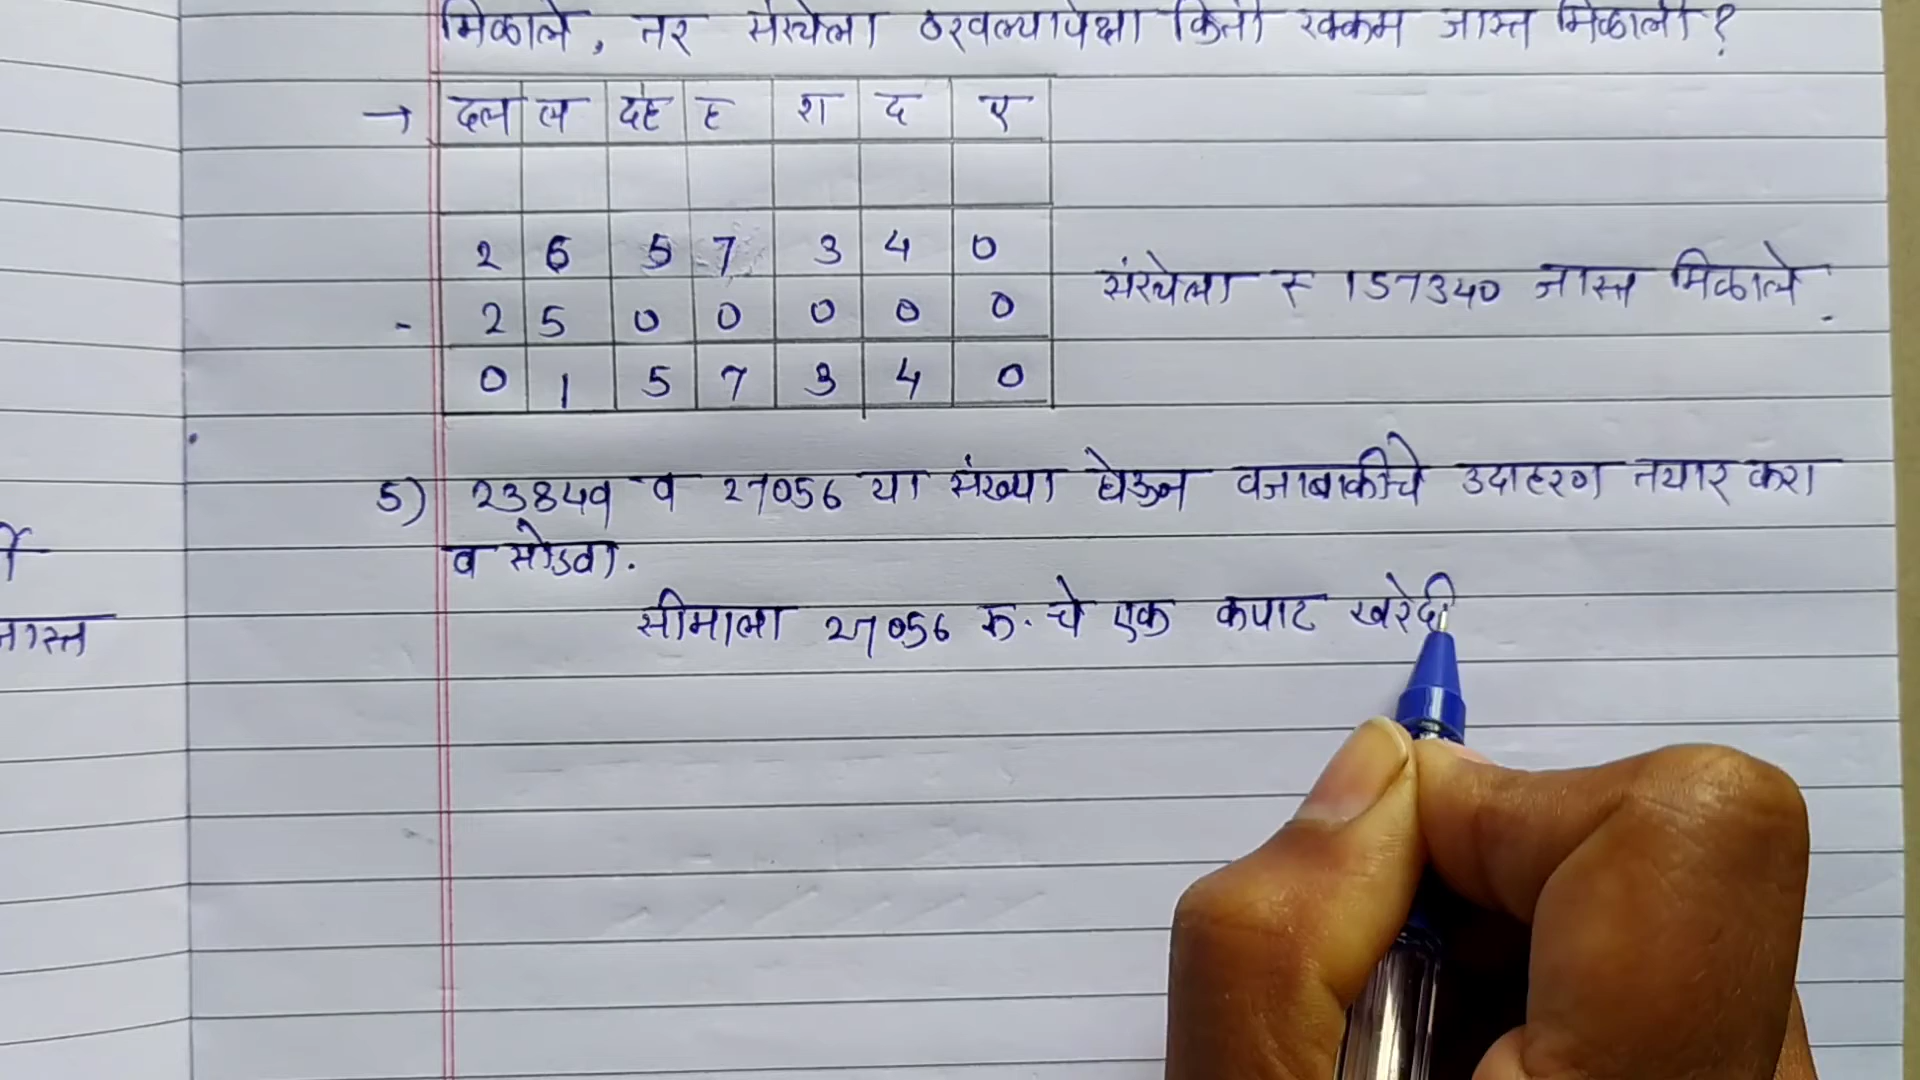 मिळाले, तर संस्थेला ठरवल्यापेक्षा किती रक्कम जास्त मिळाली?
→ दल ल दह ह श द ए
2 6 5 7 3 4 0
- 2 5 0 0 0 0 0
0 1 5 7 3 4 0
संस्थेला रु 157340 जास्त मिळाले.
5) 23849 व 27056 या संख्या घेऊन वजाबाकीचे उदाहरण तयार करा
व सोडवा.
सीमाला 27056 रु. चे एक कपाट खरेदी
जास्त